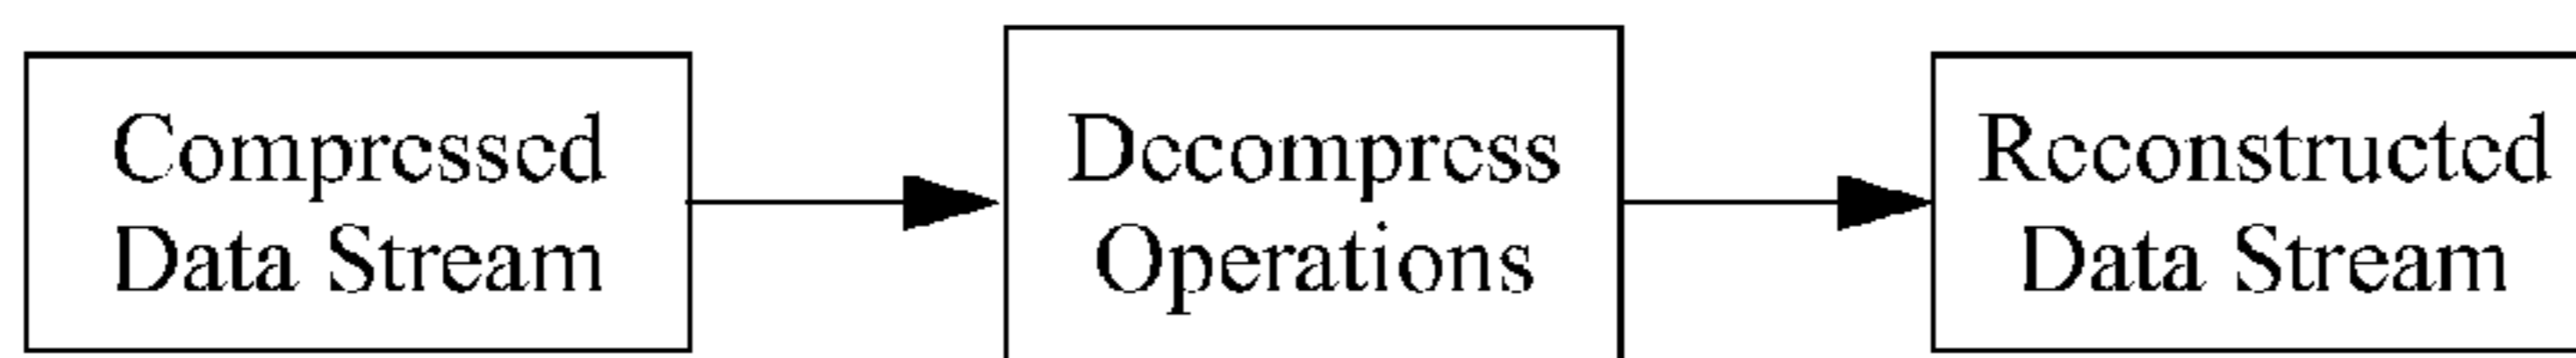 Compressed
Data Stream
Decompress
Operations
Reconstructed
Data Stream